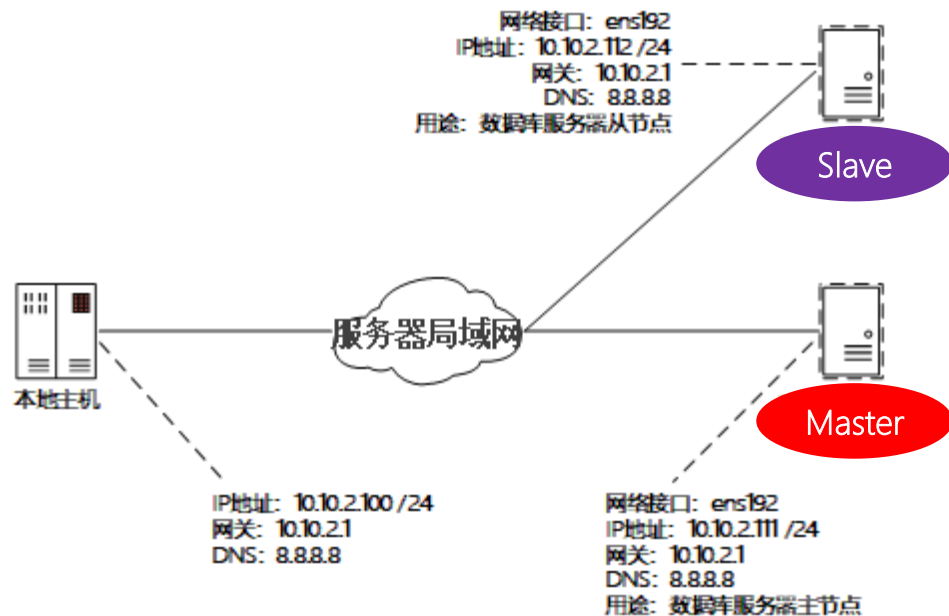 网络接口：ens192
IP地址：10.10.2.112 /24
网关：10.10.2.1
DNS：8.8.8.8
用途：数据库服务器从节点
Slave
服务器局域网
本地主机
Master
IP地址：10.10.2.100 /24
网关：10.10.2.1
DNS：8.8.8.8
网络接口：ens192
IP地址：10.10.2.111 /24
网关：10.10.2.1
DNS：8.8.8.8
用途：数据库服务器主节点